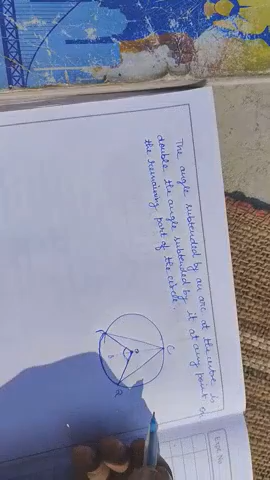 The angle subtended by an arc at the centre is
double the angle subtended by it at any point on
the remaining part of the circle.
C